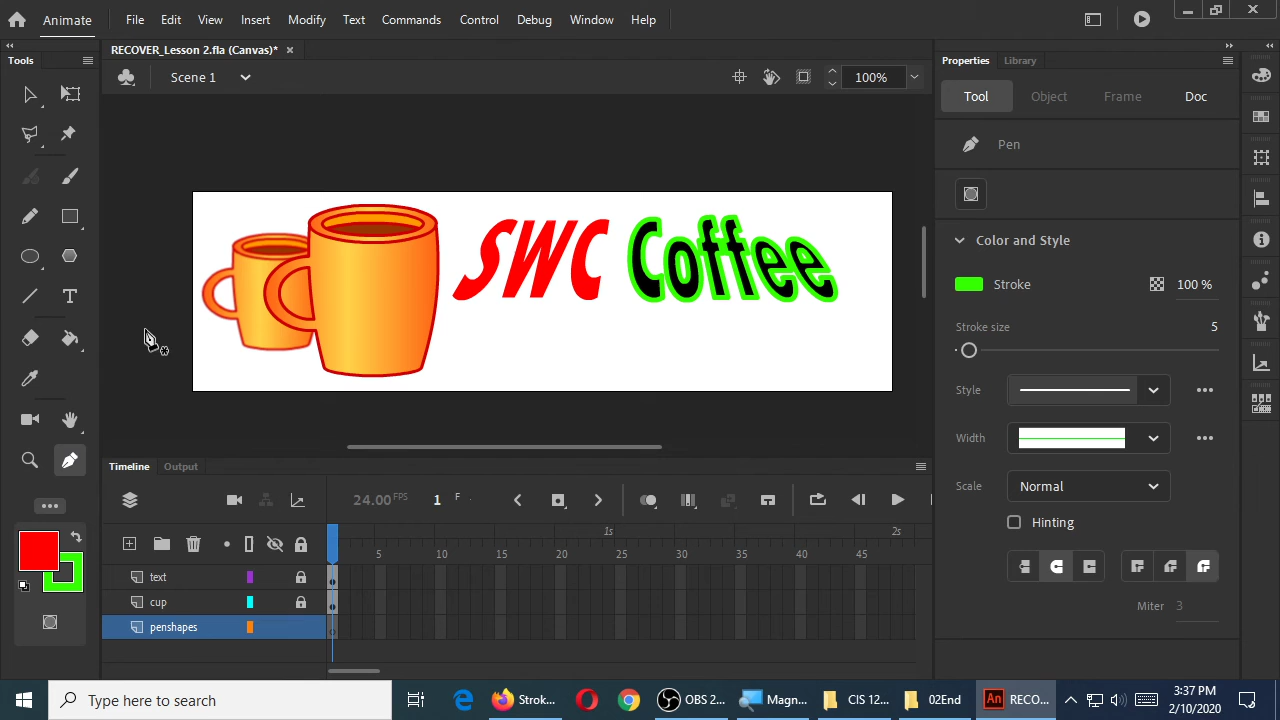 Animate File Edit View Insert Modify Text Commands Control Debug Window Help
RECOVER_Lesson 2.fla (Canvas)* ×
Tools
Scene 1 100%
Properties Library
Tool Object Frame Doc
Pen
Color and Style
Stroke 100 %
Stroke size 5
Style
Width
Scale Normal
Hinting
Miter 3
SWC Coffee
Timeline Output
24.00 FPS 1 F
1s 2s
5 10 15 20 25 30 35 40 45
text
cup
penshapes
Type here to search
Strok...
OBS 2...
Magn...
CIS 12...
02End
An RECO...
3:37 PM
2/10/2020